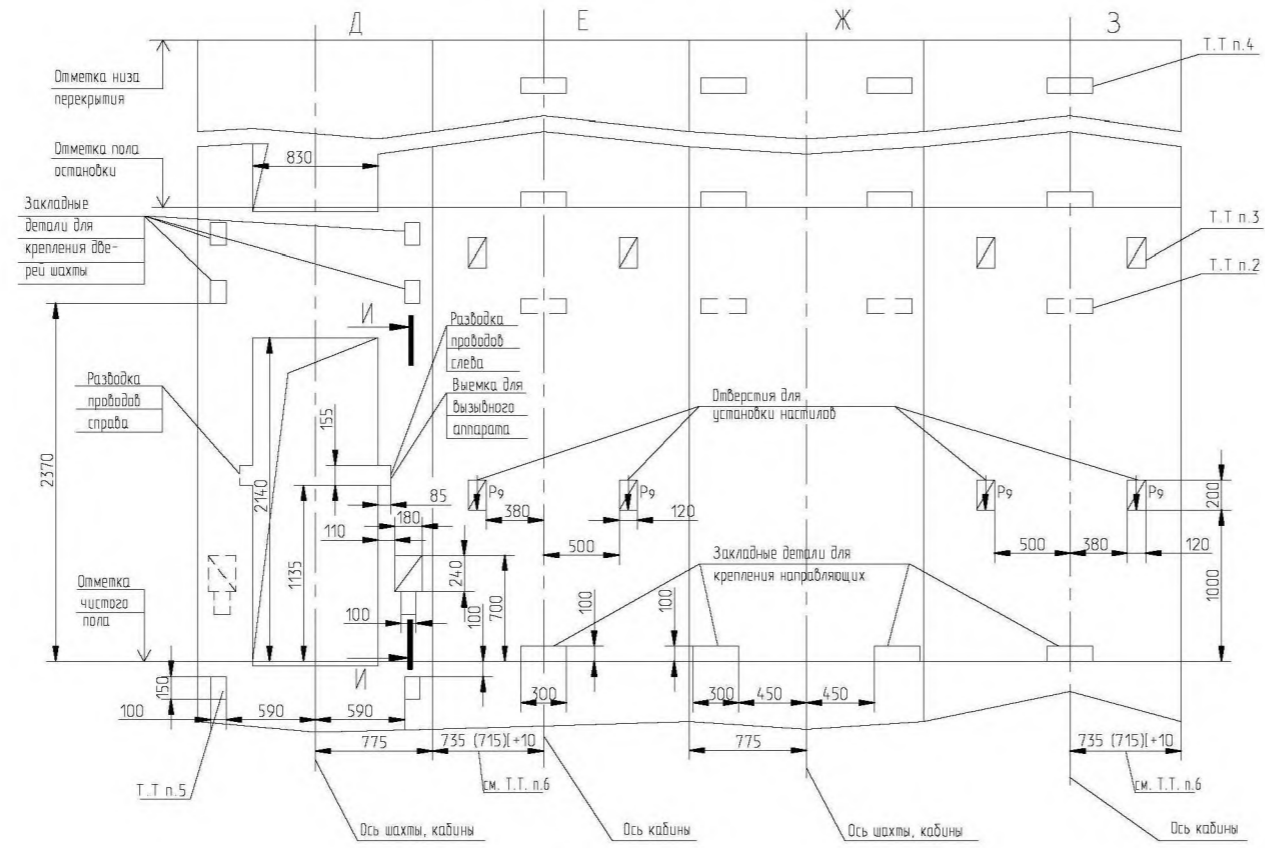 Д
Е
Ж
З
Т.Т п.4
Отметка низа
перекрытия
Отметка пола
остановки
830
Закладные
детали для
крепления две-
рей шахты
Т.Т п.3
Т.Т п.2
И
Разводка
проводов
слева
Выемка для
вызывного
аппарата
Разводка
проводов
справа
Отверстия для
установки настилов
2370
2140
155
85
180
110
1135
240
700
100
100
Р9
Р9
Р9
Р9
380
120
500
500
380
120
200
1000
Закладные детали для
крепления направляющих
Отметка
чистого
пола
100
100
И
150
100
590
590
300
300
450
450
775
735 (715)[+10
775
735 (715)[+10
Т.Т п.5
см. Т.Т. п.6
см. Т.Т. п.6
Ось шахты, кабины
Ось кабины
Ось шахты, кабины
Ось кабины